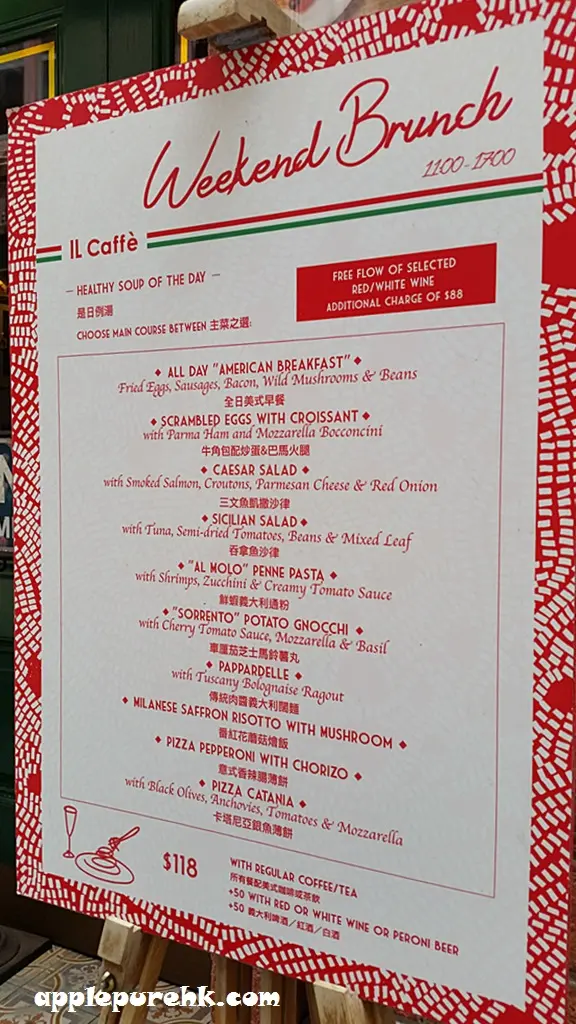 Weekend Brunch
1100-1700
IL Caffè
— HEALTHY SOUP OF THE DAY —
是日例湯
CHOOSE MAIN COURSE BETWEEN 主菜之選:
FREE FLOW OF SELECTED
RED/WHITE WINE
ADDITIONAL CHARGE OF $88
◆ ALL DAY "AMERICAN BREAKFAST" ◆
Fried Eggs, Sausages, Bacon, Wild Mushrooms & Beans
全日美式早餐
◆ SCRAMBLED EGGS WITH CROISSANT ◆
with Parma Ham and Mozzarella Bocconcini
牛角包配炒蛋&巴馬火腿
◆ CAESAR SALAD ◆
with Smoked Salmon, Croutons, Parmesan Cheese & Red Onion
三文魚凱撒沙律
◆ SICILIAN SALAD ◆
with Tuna, Semi-dried Tomatoes, Beans & Mixed Leaf
吞拿魚沙律
◆ "AL MOLO" PENNE PASTA ◆
with Shrimps, Zucchini & Creamy Tomato Sauce
鮮蝦義大利通粉
◆ "SORRENTO" POTATO GNOCCHI ◆
with Cherry Tomato Sauce, Mozzarella & Basil
車厘茄芝士馬鈴薯丸
◆ PAPPARDELLE ◆
with Tuscany Bolognaise Ragout
傳統肉醬義大利闊麵
◆ MILANESE SAFFRON RISOTTO WITH MUSHROOM ◆
番紅花蘑菇燴飯
◆ PIZZA PEPPERONI WITH CHORIZO ◆
意式香辣腸薄餅
◆ PIZZA CATANIA ◆
with Black Olives, Anchovies, Tomatoes & Mozzarella
卡塔尼亞銀魚薄餅
$118
WITH REGULAR COFFEE/TEA
所有餐配美式咖啡或茶飲
+50 WITH RED OR WHITE WINE OR PERONI BEER
+50 義大利啤酒／紅酒／白酒
applepurehk.com